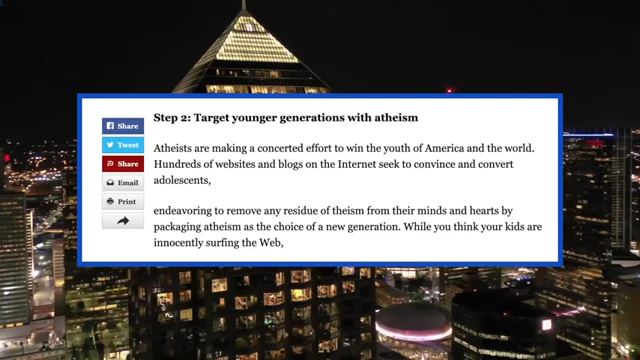 Step 2: Target younger generations with atheism
Share
Tweet
Share
Email
Print
Atheists are making a concerted effort to win the youth of America and the world.
Hundreds of websites and blogs on the Internet seek to convince and convert
adolescents,
endeavoring to remove any residue of theism from their minds and hearts by
packaging atheism as the choice of a new generation. While you think your kids are
innocently surfing the Web,